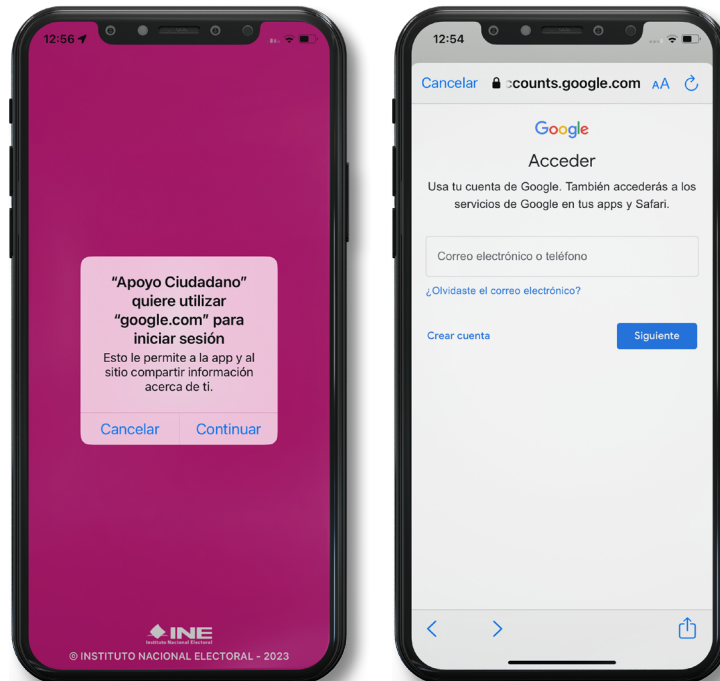 12:56
“Apoyo Ciudadano”
quiere utilizar
“google.com” para
iniciar sesión
Esto le permite a la app y al
sitio compartir información
acerca de ti.
Cancelar Continuar
INE
Instituto Nacional Electoral
© INSTITUTO NACIONAL ELECTORAL - 2023
12:54
Cancelar ccounts.google.com AA
Google
Acceder
Usa tu cuenta de Google. También accederás a los
servicios de Google en tus apps y Safari.
Correo electrónico o teléfono
¿Olvidaste el correo electrónico?
Crear cuenta Siguiente